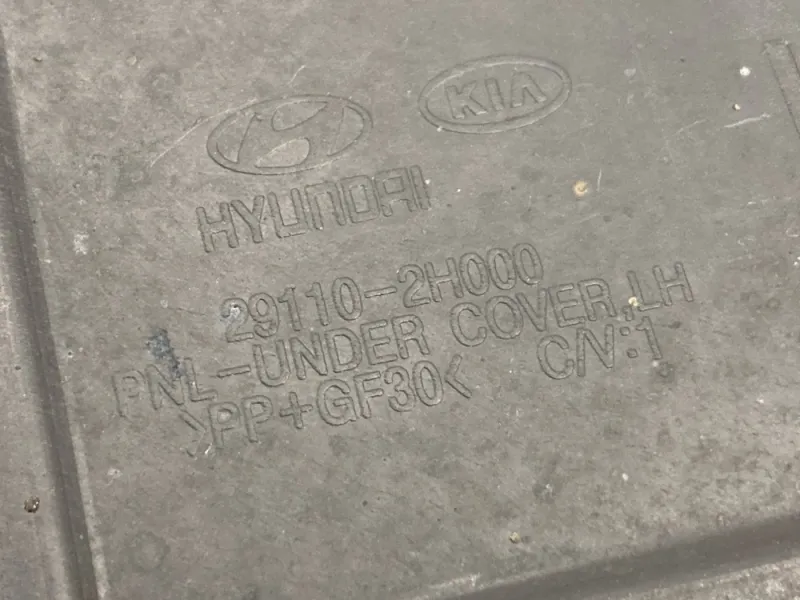 KIA
HYUNDAI
29110-2H000
PNL-UNDER COVER,LH
>PP+GF30< C/V:1